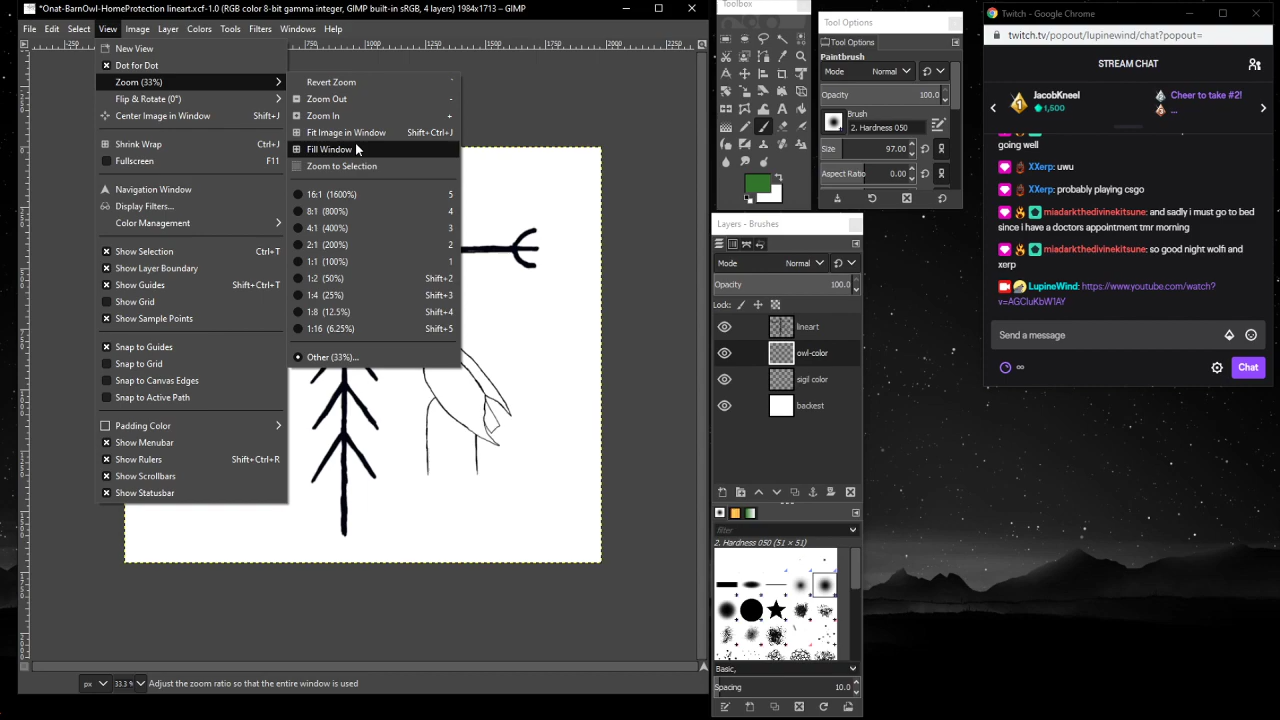 *Onat-BarnOwl-HomeProtection lineart.xcf-1.0 (RGB color 8-bit gamma integer, GIMP built-in sRGB, 4 layers) 1984x1713 – GIMP
File Edit Select View Image Layer Colors Tools Filters Windows Help
New View
Dot for Dot
Zoom (33%)
Flip & Rotate (0°)
Center Image in Window Shift+J
Shrink Wrap Ctrl+J
Fullscreen F11
Navigation Window
Display Filters...
Color Management
Show Selection Ctrl+T
Show Layer Boundary
Show Guides Shift+Ctrl+T
Show Grid
Show Sample Points
Snap to Guides
Snap to Grid
Snap to Canvas Edges
Snap to Active Path
Padding Color
Show Menubar
Show Rulers Shift+Ctrl+R
Show Scrollbars
Show Statusbar
Revert Zoom `
Zoom Out -
Zoom In +
Fit Image in Window Shift+Ctrl+J
Fill Window
Zoom to Selection
16:1 (1600%) 5
8:1 (800%) 4
4:1 (400%) 3
2:1 (200%) 2
1:1 (100%) 1
1:2 (50%) Shift+2
1:4 (25%) Shift+3
1:8 (12.5%) Shift+4
1:16 (6.25%) Shift+5
Other (33%)...
750 1000 1250 1500 1750 2000 2250
px 33.3 % Adjust the zoom ratio so that the entire window is used
Toolbox
Tool Options
Tool Options
Paintbrush
Mode Normal
Opacity 100.0
Brush
2. Hardness 050
Size 97.00
Aspect Ratio 0.00
Layers - Brushes
Mode Normal
Opacity 100.0
Lock:
lineart
owl-color
sigil color
backest
filter
2. Hardness 050 (51 × 51)
Basic,
Spacing 10.0
Twitch - Google Chrome
twitch.tv/popout/lupinewind/chat?popout=
STREAM CHAT
JacobKneel
1,500
Cheer to take #2!
...
going well
XXerp: uwu
XXerp: probably playing csgo
miadarkthedivinekitsune: and sadly i must go to bed
since i have a doctors appointment tmr morning
miadarkthedivinekitsune: so good night wolfi and
xerp
LupineWind: https://www.youtube.com/watch?
v=AGCluKbW1AY
Send a message
∞
Chat